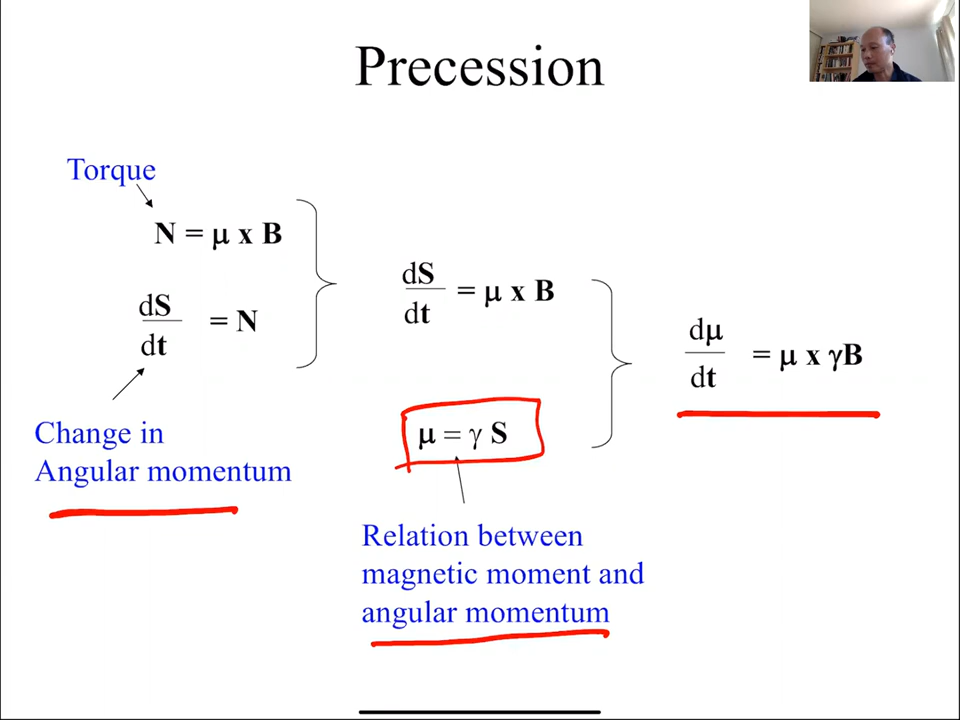 Precession
Torque
N = μ x B
dS
dt
= N
Change in
Angular momentum
dS
dt
= μ x B
μ = γ S
Relation between
magnetic moment and
angular momentum
dμ
dt
= μ x γB